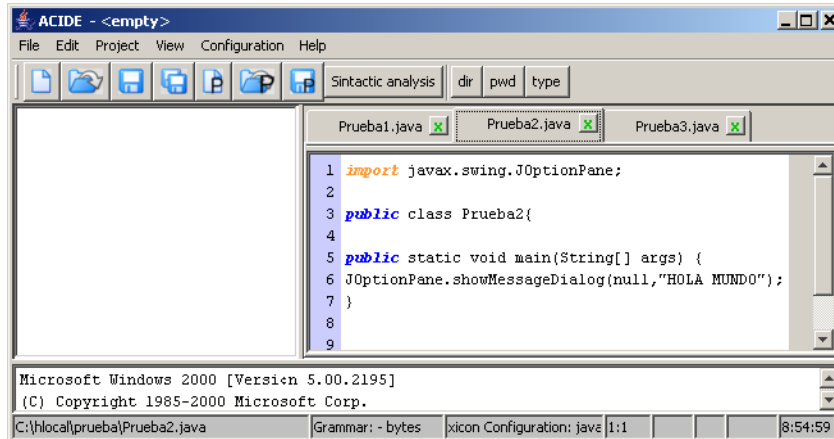 ACIDE - <empty>
File Edit Project View Configuration Help
P P P Sintactic analysis dir pwd type
Prueba1.java x Prueba2.java x Prueba3.java x
1 import javax.swing.JOptionPane;
2
3 public class Prueba2{
4
5 public static void main(String[] args) {
6 JOptionPane.showMessageDialog(null,"HOLA MUNDO");
7 }
8
9
Microsoft Windows 2000 [Versi<n 5.00.2195]
(C) Copyright 1985-2000 Microsoft Corp.
C:\hlocal\prueba\Prueba2.java Grammar: - bytes xicon Configuration: java 1:1 8:54:59